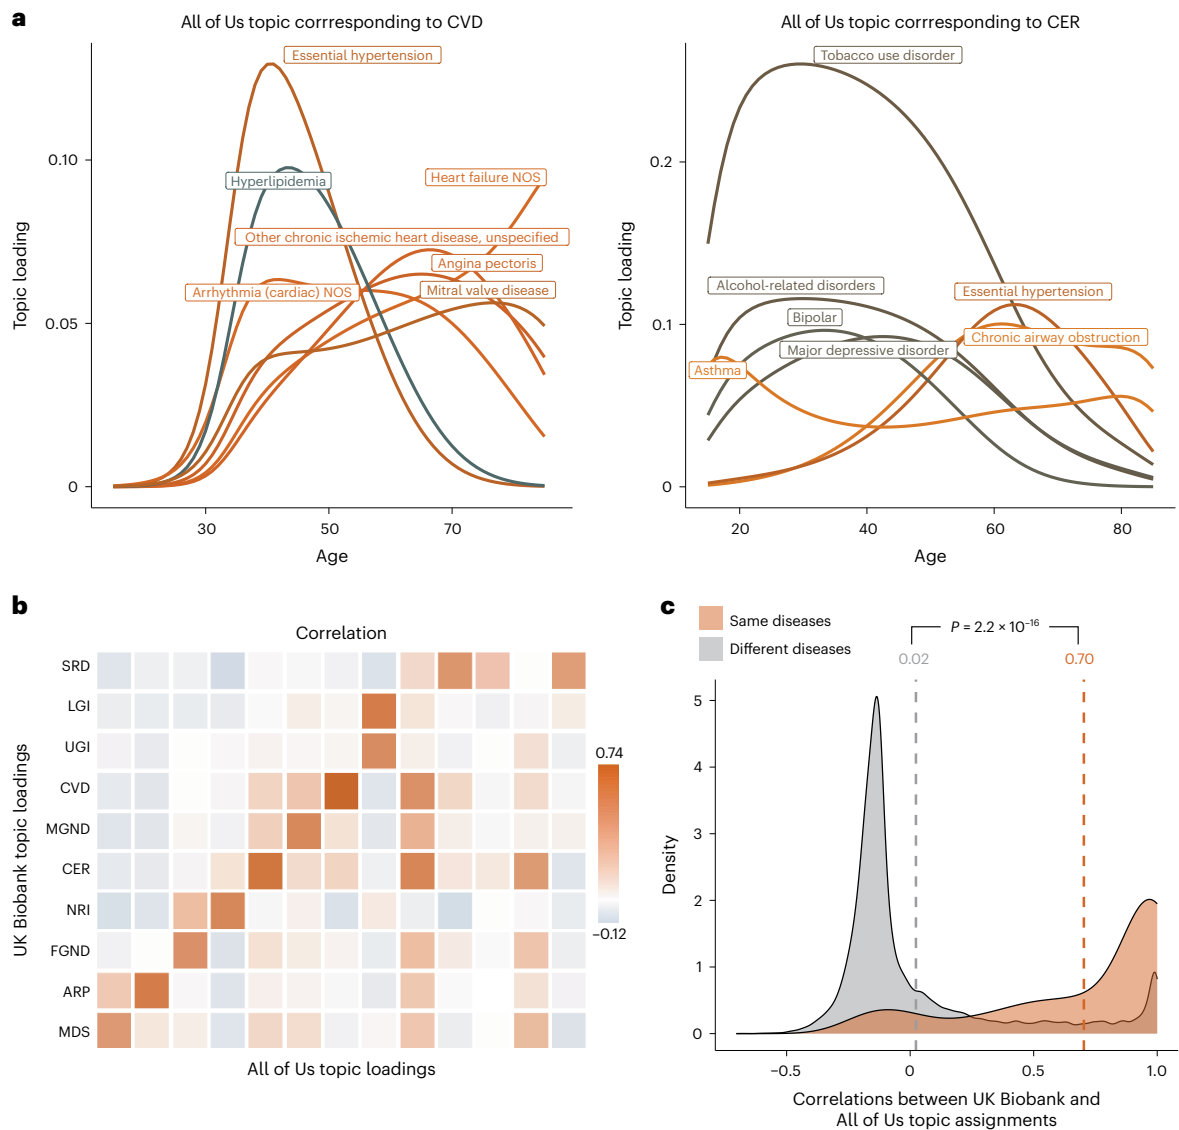 a
All of Us topic corrresponding to CVD
Topic loading
0.10
0.05
0
Essential hypertension
Hyperlipidemia
Heart failure NOS
Other chronic ischemic heart disease, unspecified
Angina pectoris
Arrhythmia (cardiac) NOS
Mitral valve disease
30
50
70
Age
All of Us topic corrresponding to CER
Topic loading
0.2
0.1
0
Tobacco use disorder
Alcohol-related disorders
Essential hypertension
Bipolar
Chronic airway obstruction
Major depressive disorder
Asthma
20
40
60
80
Age
b
Correlation
UK Biobank topic loadings
SRD
LGI
UGI
CVD
MGND
CER
NRI
FGND
ARP
MDS
All of Us topic loadings
0.74
−0.12
c
Same diseases
Different diseases
P = 2.2 × 10⁻¹⁶
0.02
0.70
Density
5
4
3
2
1
0
−0.5
0
0.5
1.0
Correlations between UK Biobank and
All of Us topic assignments